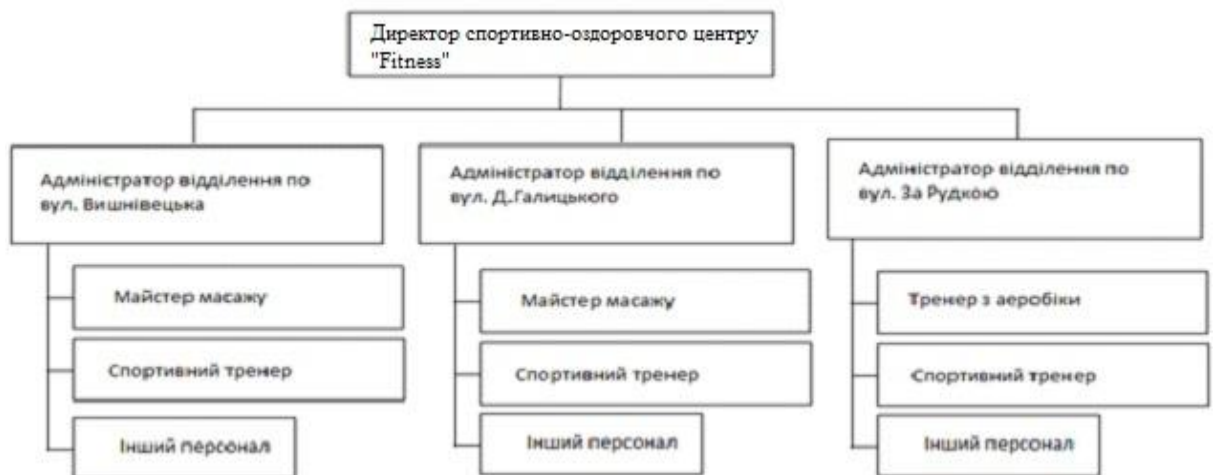 Директор спортивно-оздоровчого центру
"Fitness"
Адміністратор відділення по
вул. Вишнівецька
Майстер масажу
Спортивний тренер
Інший персонал
Адміністратор відділення по
вул. Д.Галицького
Майстер масажу
Спортивний тренер
Інший персонал
Адміністратор відділення по
вул. За Рудкою
Тренер з аеробіки
Спортивний тренер
Інший персонал